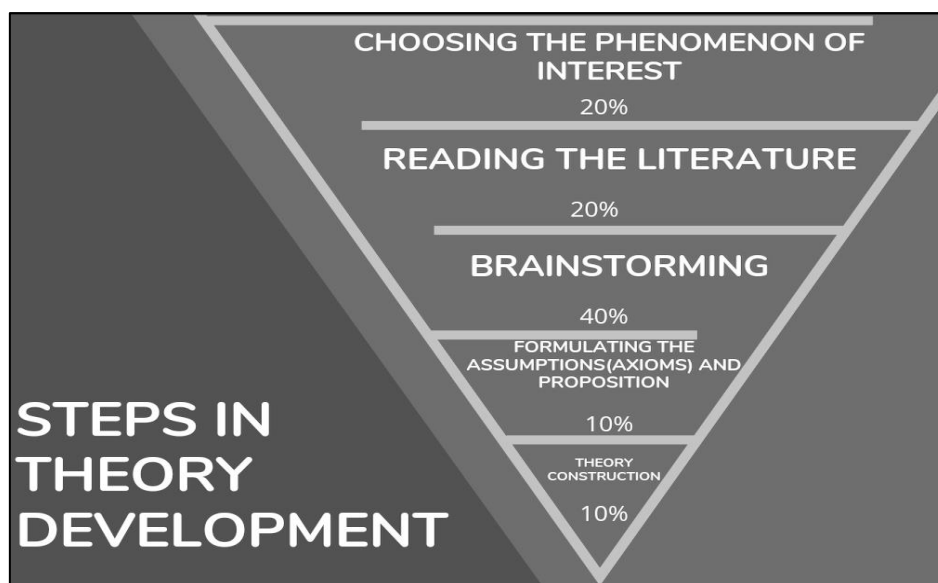 CHOOSING THE PHENOMENON OF
INTEREST
20%
READING THE LITERATURE
20%
BRAINSTORMING
40%
FORMULATING THE
ASSUMPTIONS(AXIOMS) AND
PROPOSITION
10%
THEORY
CONSTRUCTION
10%
STEPS IN
THEORY
DEVELOPMENT